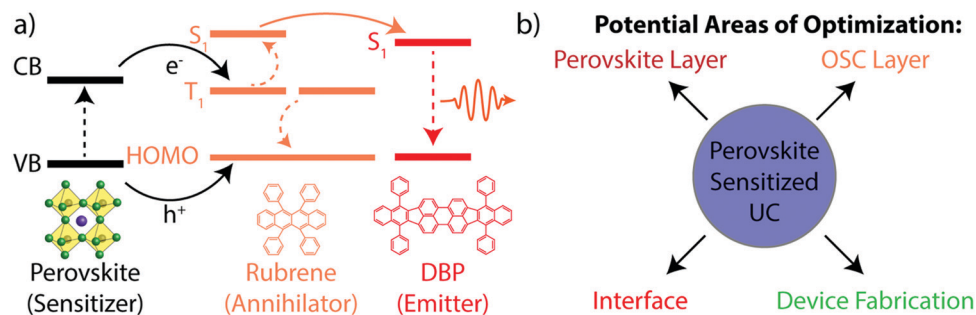 a)
S1
S1
CB
e-
T1
VB
HOMO
h+
Perovskite
(Sensitizer)
Rubrene
(Annihilator)
DBP
(Emitter)
b)
Potential Areas of Optimization:
Perovskite Layer
OSC Layer
Perovskite
Sensitized
UC
Interface
Device Fabrication